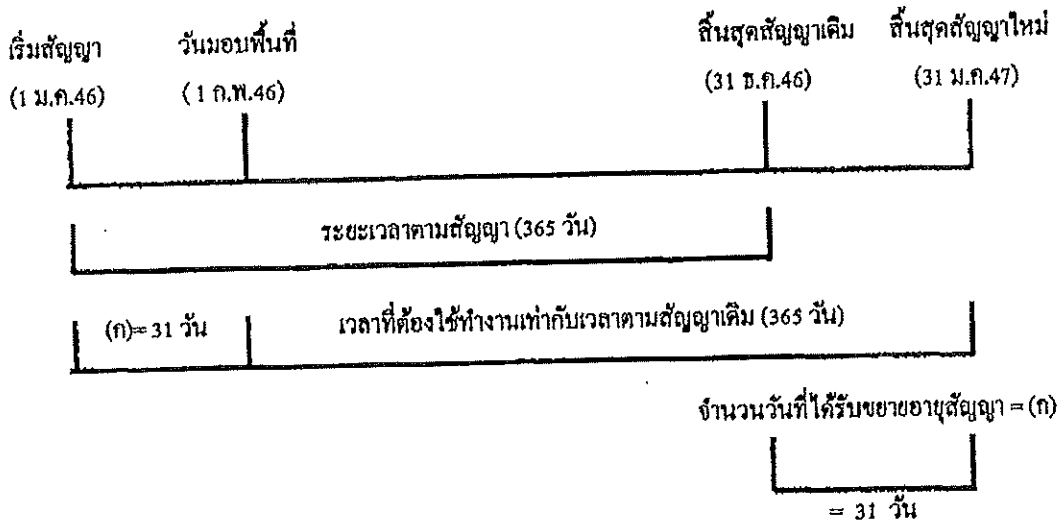 เริ่มสัญญา วันมอบพื้นที่ สิ้นสุดสัญญาเดิม สิ้นสุดสัญญาใหม่
(1 ม.ค.46) ( 1 ก.พ.46) (31 ธ.ค.46) (31 ม.ค.47)
ระยะเวลาตามสัญญา (365 วัน)
(ก)= 31 วัน เวลาที่ต้องใช้ทำงานเท่ากับเวลาตามสัญญาเดิม (365 วัน)
จำนวนวันที่ได้รับขยายอายุสัญญา = (ก)
= 31 วัน